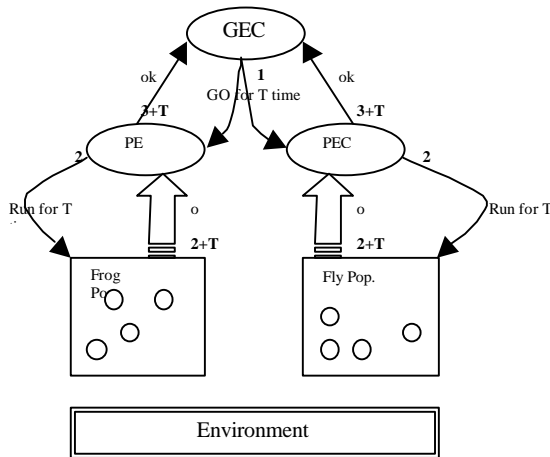 GEC
ok
1
ok
GO for T time
3+T
3+T
PE
PEC
2
2
Run for T
o
o
Run for T
2+T
2+T
Frog
Po
Fly Pop.
Environment